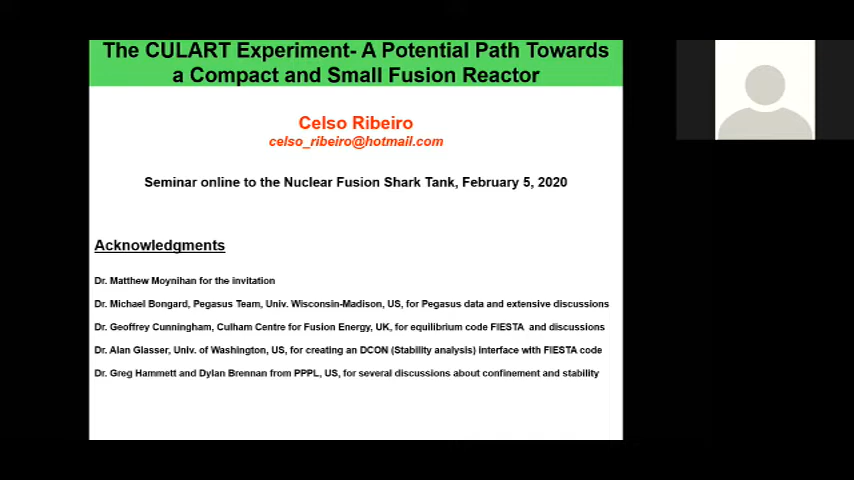 The CULART Experiment- A Potential Path Towards
a Compact and Small Fusion Reactor
Celso Ribeiro
celso_ribeiro@hotmail.com
Seminar online to the Nuclear Fusion Shark Tank, February 5, 2020
Acknowledgments
Dr. Matthew Moynihan for the invitation
Dr. Michael Bongard, Pegasus Team, Univ. Wisconsin-Madison, US, for Pegasus data and extensive discussions
Dr. Geoffrey Cunningham, Culham Centre for Fusion Energy, UK, for equilibrium code FIESTA and discussions
Dr. Alan Glasser, Univ. of Washington, US, for creating an DCON (Stability analysis) interface with FIESTA code
Dr. Greg Hammett and Dylan Brennan from PPPL, US, for several discussions about confinement and stability